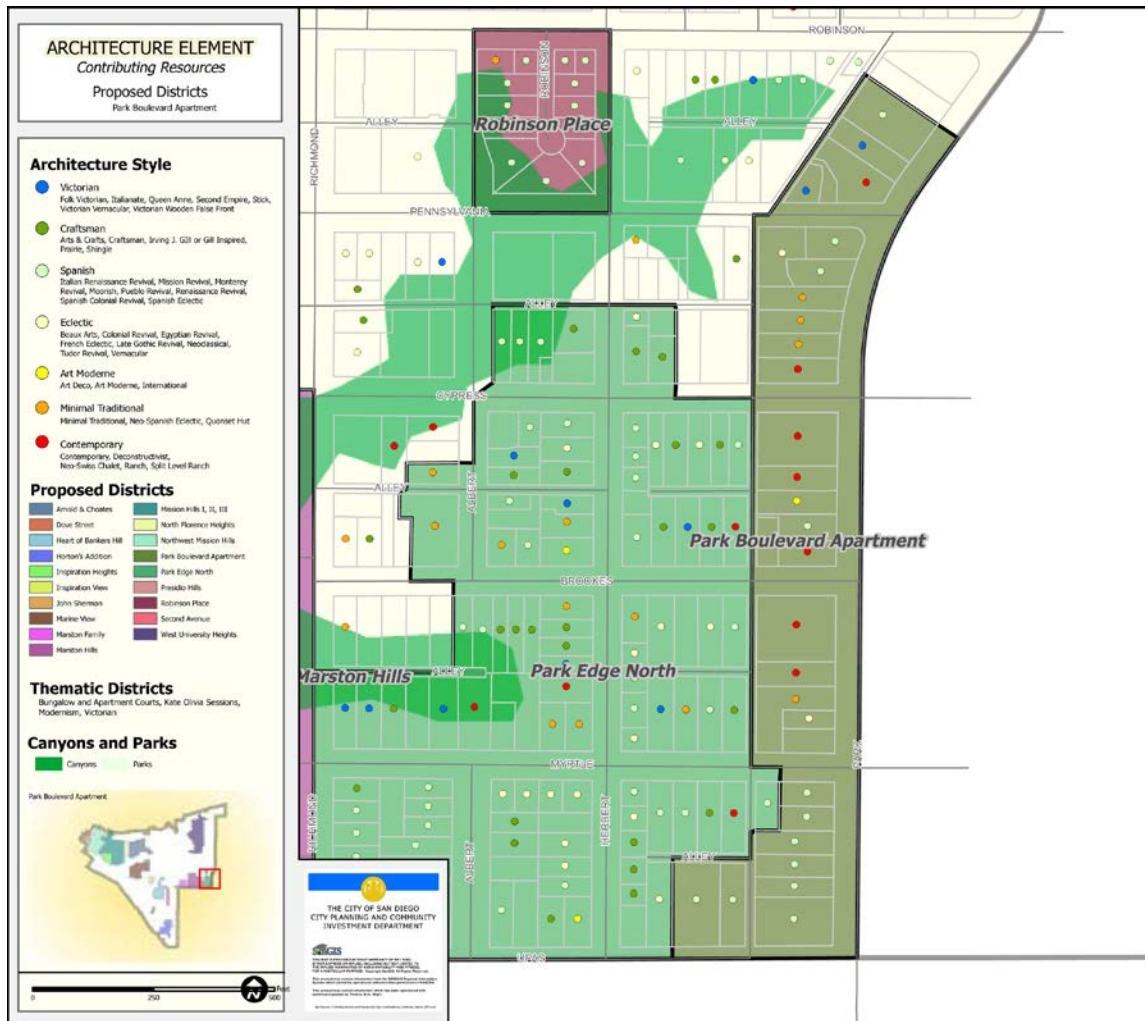 ARCHITECTURE ELEMENT
Contributing Resources
Proposed Districts
Park Boulevard Apartment
Architecture Style
Victorian
Folk Victorian, Italianate, Queen Anne, Second Empire, Stick,
Victorian Vernacular, Victorian Wooden False Front
Craftsman
Arts & Crafts, Craftsman, Irving J. Gill or Gill Inspired,
Prairie, Shingle
Spanish
Italian Renaissance Revival, Mission Revival, Monterey
Revival, Moorish, Pueblo Revival, Renaissance Revival,
Spanish Colonial Revival, Spanish Eclectic
Eclectic
Beaux Arts, Colonial Revival, Egyptian Revival,
French Eclectic, Late Gothic Revival, Neoclassical,
Tudor Revival, Vernacular
Art Moderne
Art Deco, Art Moderne, International
Minimal Traditional
Minimal Traditional, Neo-Spanish Eclectic, Quonset Hut
Contemporary
Contemporary, Deconstructivist,
Neo-Swiss Chalet, Ranch, Split Level Ranch
Proposed Districts
Arnold & Choates
Dove Street
Heart of Bankers Hill
Horton's Addition
Inspiration Heights
Inspiration View
John Sherman
Marine View
Marston Family
Marston Hills
Mission Hills I, II, III
North Florence Heights
Northwest Mission Hills
Park Boulevard Apartment
Park Edge North
Presidio Hills
Robinson Place
Second Avenue
West University Heights
Thematic Districts
Bungalow and Apartment Courts, Kate Olivia Sessions,
Modernism, Victorian
Canyons and Parks
Canyons
Parks
Park Boulevard Apartment
0
250
500
Feet
N
ROBINSON
ROBINSON
RICHMOND
ALLEY
Robinson Place
ALLEY
PENNSYLVANIA
ALLEY
CYPRESS
ALLEY
ALBERT
Park Boulevard Apartment
BROOKES
Marston Hills
ALLEY
Park Edge North
MYRTLE
PARK
RICHMOND
ALBERT
HERBERT
ALLEY
UPAS
THE CITY OF SAN DIEGO
CITY PLANNING AND COMMUNITY
INVESTMENT DEPARTMENT
SanGIS